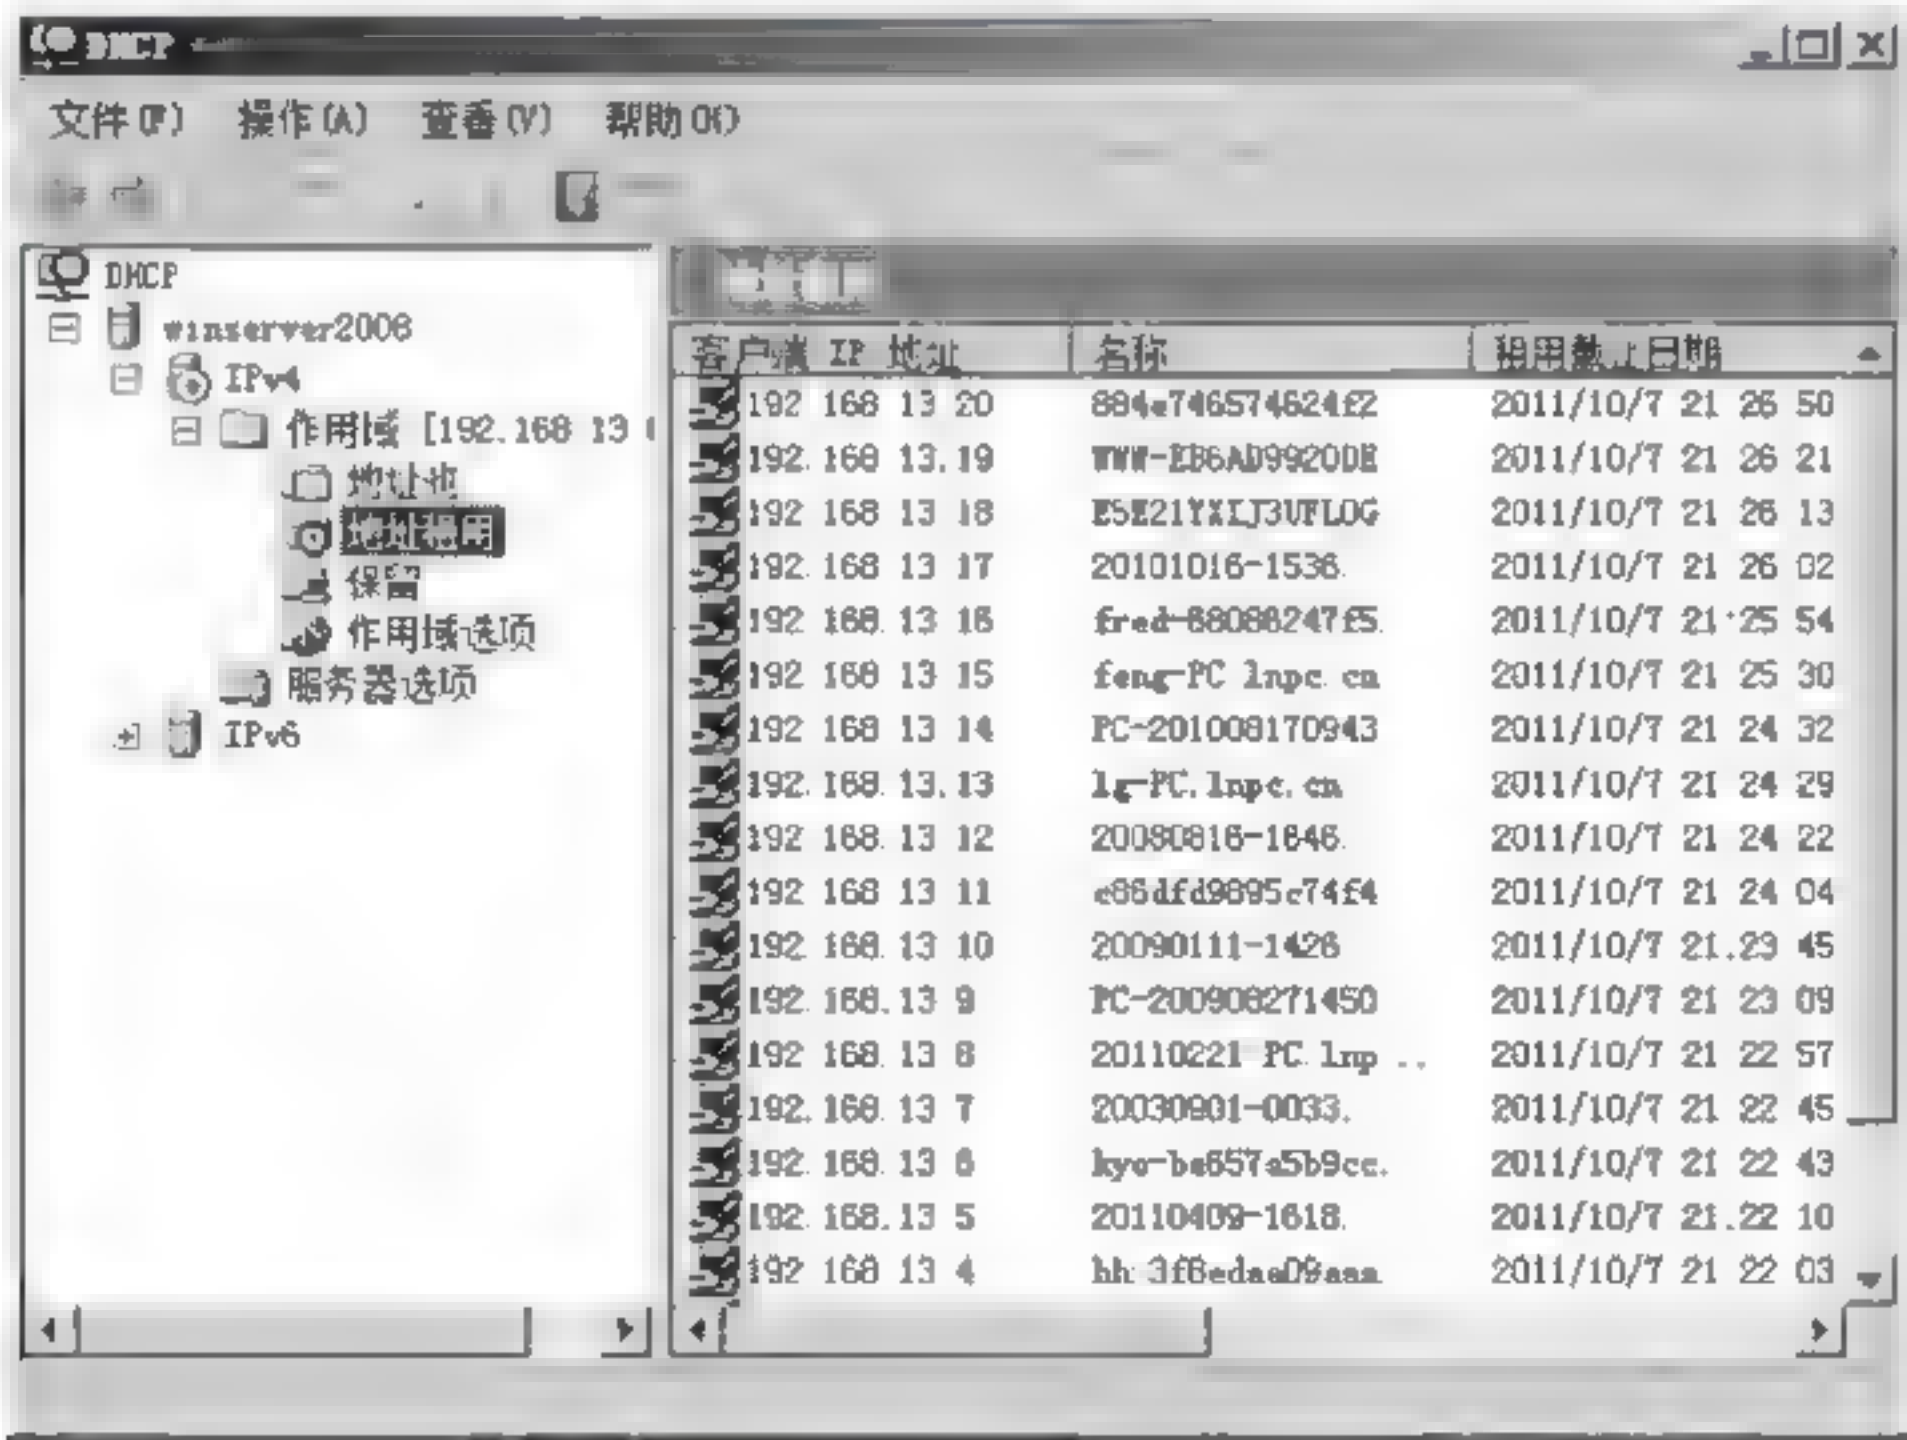 DHCP
文件(F) 操作(A) 查看(V) 帮助(H)
DHCP
winserver2008
IPv4
作用域 [192.168 13
地址池
地址租用
保留
作用域选项
服务器选项
IPv6
客户端 IP 地址 名称 租用截止日期
192 168 13 20 2011/10/7 21 26 50
192.168 13.19 2011/10/7 21 26 21
192 168 13 18 2011/10/7 21 26 13
192.168 13 17 20101016-1536. 2011/10/7 21 26 02
192 168.13 16 2011/10/7 21 25 54
192 168 13 15 feng-PC lnpc cn 2011/10/7 21 25 30
192 168 13 14 PC-201008170943 2011/10/7 21 24 32
192.168.13.13 lg-PC.lnpc.cn 2011/10/7 21 24 29
192 168.13 12 20080816-1646. 2011/10/7 21 24 22
192 168 13 11 2011/10/7 21 24 04
192 168.13 10 20090111-1426 2011/10/7 21.23 45
192.168.13 9 PC-200908271450 2011/10/7 21 23 09
192 168.13 8 20110221-PC.lnp .. 2011/10/7 21 22 57
192.168.13 7 20030901-0033. 2011/10/7 21 22 45
192.168.13 6 2011/10/7 21 22 43
192.168.13 5 20110409-1618. 2011/10/7 21.22 10
192 168 13 4 2011/10/7 21 22 03